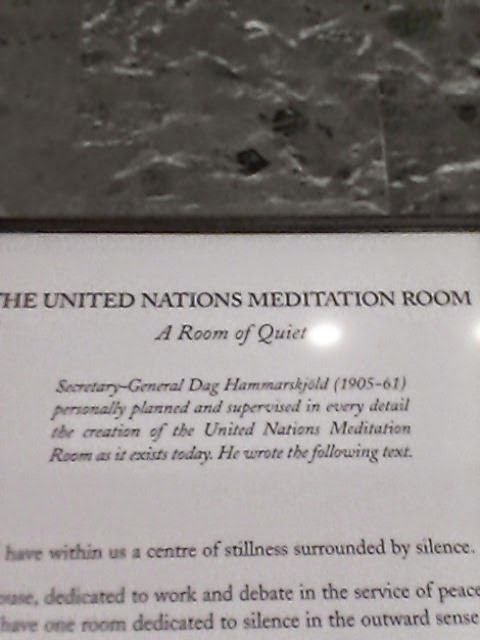 THE UNITED NATIONS MEDITATION ROOM
A Room of Quiet
Secretary-General Dag Hammarskjöld (1905-61)
personally planned and supervised in every detail
the creation of the United Nations Meditation
Room as it exists today. He wrote the following text.
have within us a centre of stillness surrounded by silence.
ouse, dedicated to work and debate in the service of peace
have one room dedicated to silence in the outward sense